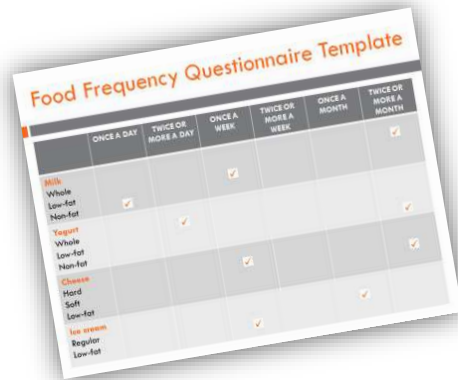 Food Frequency Questionnaire Template
ONCE A DAY
TWICE OR
MORE A DAY
ONCE A
WEEK
TWICE OR
MORE A
WEEK
ONCE A
MONTH
TWICE OR
MORE A
MONTH
Milk
Whole
Low-fat
Non-fat
Yogurt
Whole
Low-fat
Non-fat
Cheese
Hard
Soft
Low-fat
Ice cream
Regular
Low-fat